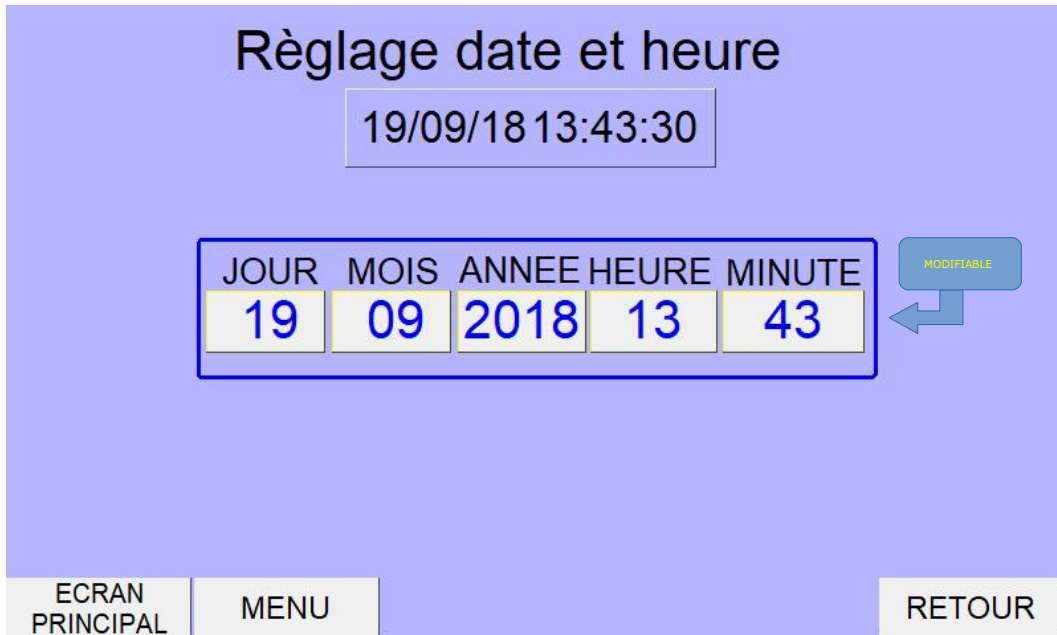 Règlage date et heure
19/09/18 13:43:30
JOUR MOIS ANNEE HEURE MINUTE
19 09 2018 13 43
MODIFIABLE
ECRAN
PRINCIPAL
MENU
RETOUR